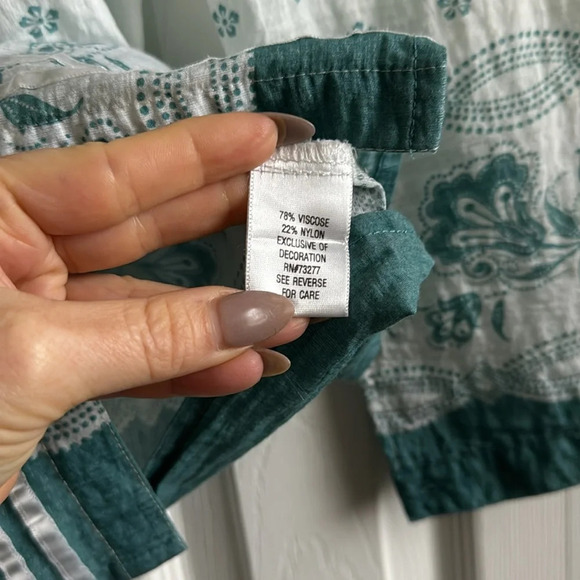 78% VISCOSE
22% NYLON
EXCLUSIVE OF
DECORATION
RN#73277
SEE REVERSE
FOR CARE